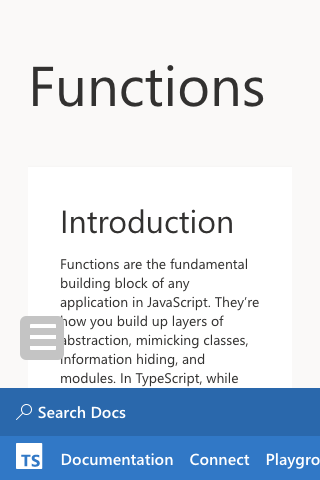 Functions
Introduction
Functions are the fundamental
building block of any
application in JavaScript. They’re
how you build up layers of
abstraction, mimicking classes,
information hiding, and
modules. In TypeScript, while
Search Docs
TS Documentation Connect Playgro